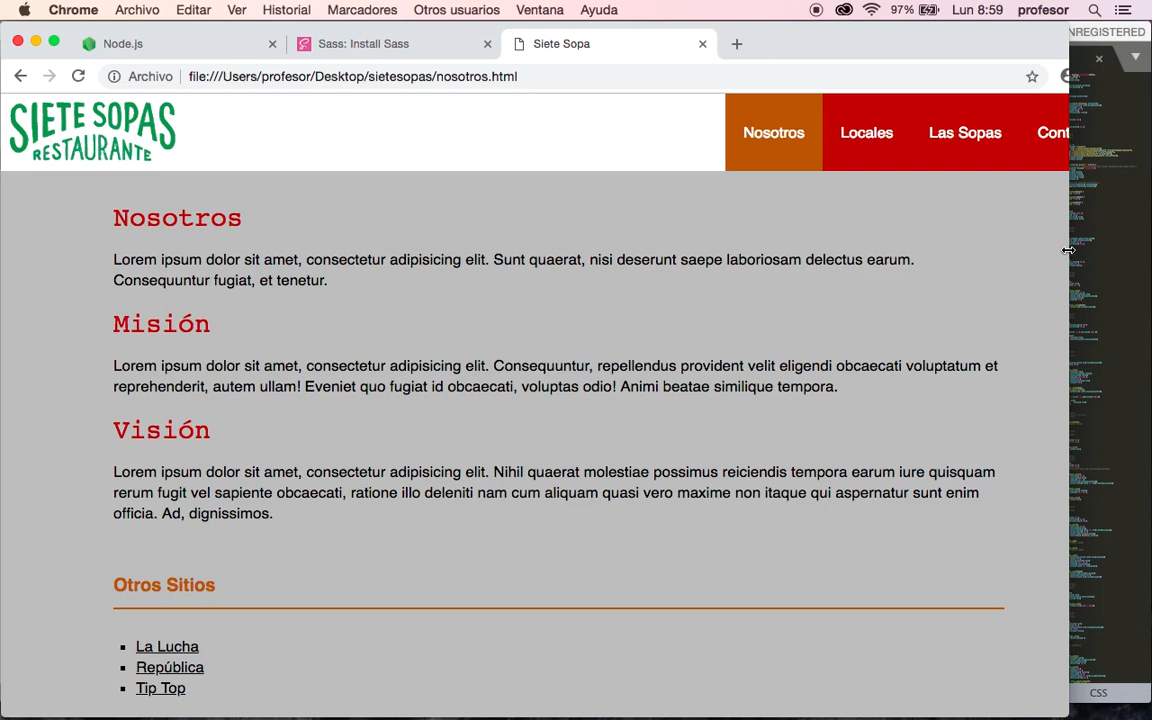 Chrome Archivo Editar Ver Historial Marcadores Otros usuarios Ventana Ayuda 97% Lun 8:59 profesor
NREGISTERED
Node.js Sass: Install Sass Siete Sopa
Archivo file:///Users/profesor/Desktop/sietesopas/nosotros.html
SIETE SOPAS
RESTAURANTE
Nosotros Locales Las Sopas Cont
Nosotros
Lorem ipsum dolor sit amet, consectetur adipisicing elit. Sunt quaerat, nisi deserunt saepe laboriosam delectus earum.
Consequuntur fugiat, et tenetur.
Misión
Lorem ipsum dolor sit amet, consectetur adipisicing elit. Consequuntur, repellendus provident velit eligendi obcaecati voluptatum et
reprehenderit, autem ullam! Eveniet quo fugiat id obcaecati, voluptas odio! Animi beatae similique tempora.
Visión
Lorem ipsum dolor sit amet, consectetur adipisicing elit. Nihil quaerat molestiae possimus reiciendis tempora earum iure quisquam
rerum fugit vel sapiente obcaecati, ratione illo deleniti nam cum aliquam quasi vero maxime non itaque qui aspernatur sunt enim
officia. Ad, dignissimos.
Otros Sitios
La Lucha
República
Tip Top
CSS